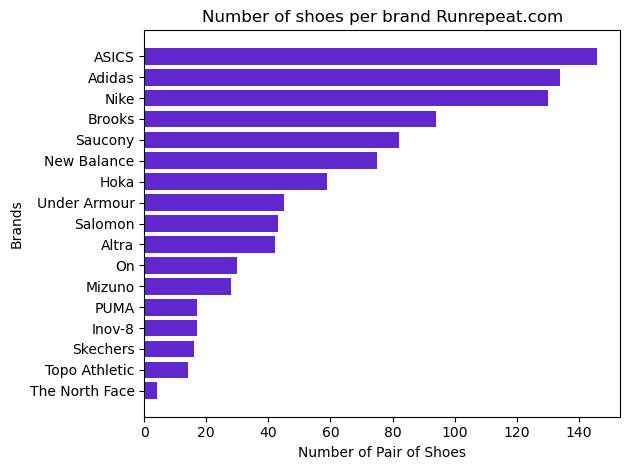 Number of shoes per brand Runrepeat.com
ASICS
Adidas
Nike
Brooks
Saucony
New Balance
Hoka
Under Armour
Salomon
Altra
On
Mizuno
PUMA
Inov-8
Skechers
Topo Athletic
The North Face
Brands
0 20 40 60 80 100 120 140
Number of Pair of Shoes